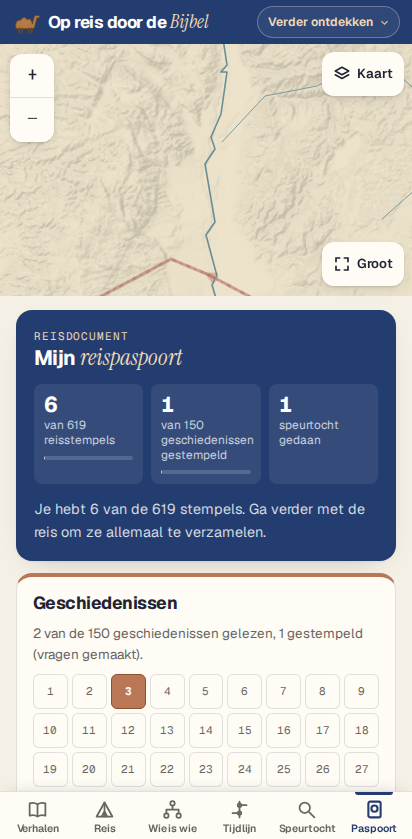 Op reis door de Bijbel
Verder ontdekken
+
Kaart
–
Groot
REISDOCUMENT
Mijn reispaspoort
6
van 619
reisstempels
1
van 150
geschiedenissen
gestempeld
1
speurtocht
gedaan
Je hebt 6 van de 619 stempels. Ga verder met de
reis om ze allemaal te verzamelen.
Geschiedenissen
2 van de 150 geschiedenissen gelezen, 1 gestempeld
(vragen gemaakt).
1 2 3 4 5 6 7 8 9
10 11 12 13 14 15 16 17 18
19 20 21 22 23 24 25 26 27
Verhalen Reis Wie is wie Tijdlijn Speurtocht Paspoort